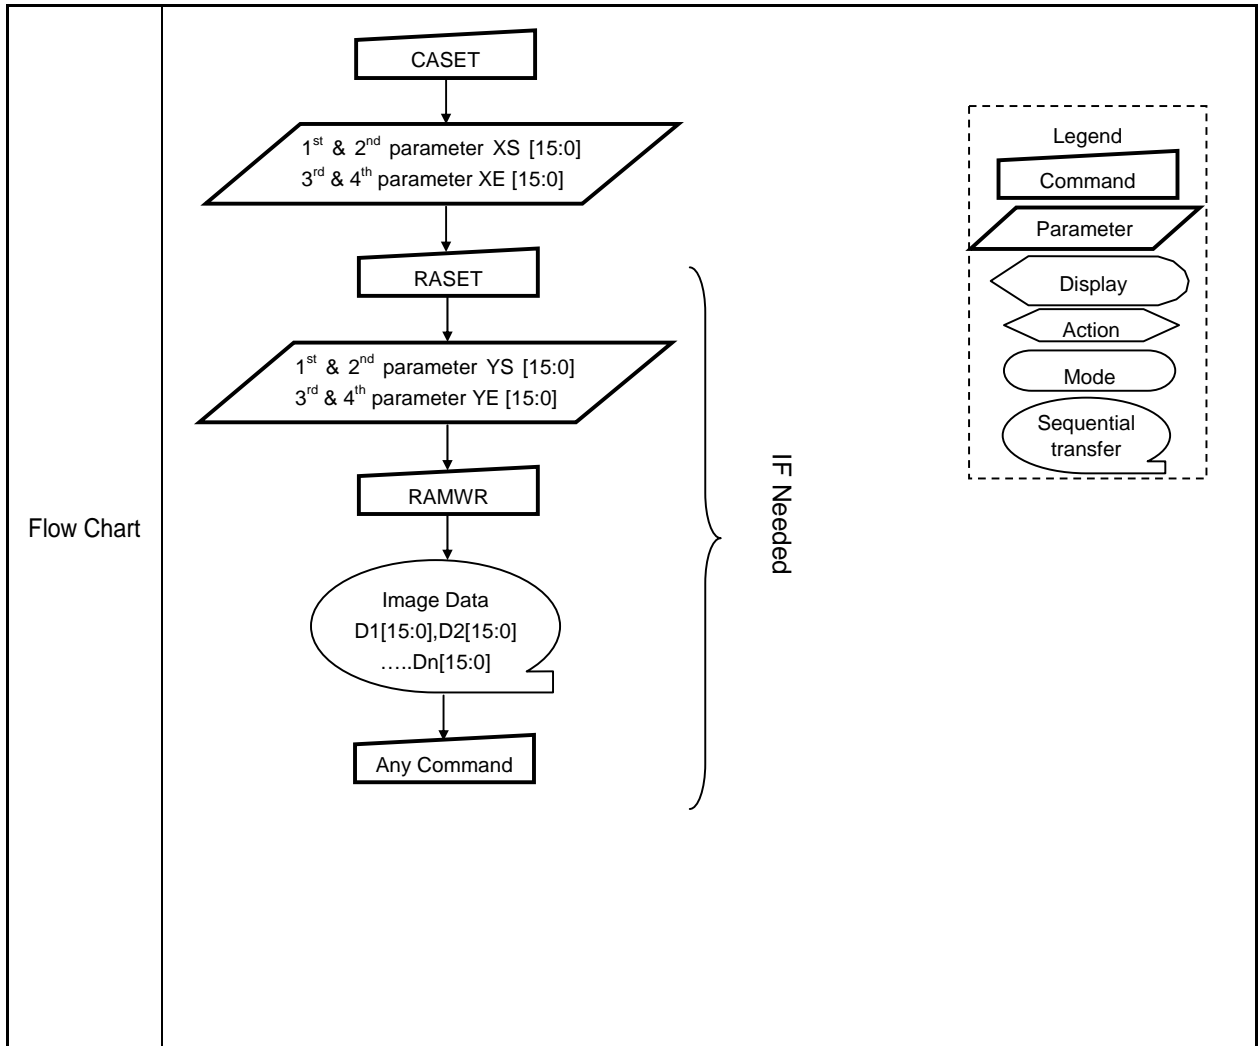 Flow Chart
CASET
1st & 2nd parameter XS [15:0]
3rd & 4th parameter XE [15:0]
RASET
1st & 2nd parameter YS [15:0]
3rd & 4th parameter YE [15:0]
RAMWR
Image Data
D1[15:0],D2[15:0]
…..Dn[15:0]
Any Command
IF Needed
Legend
Command
Parameter
Display
Action
Mode
Sequential
transfer